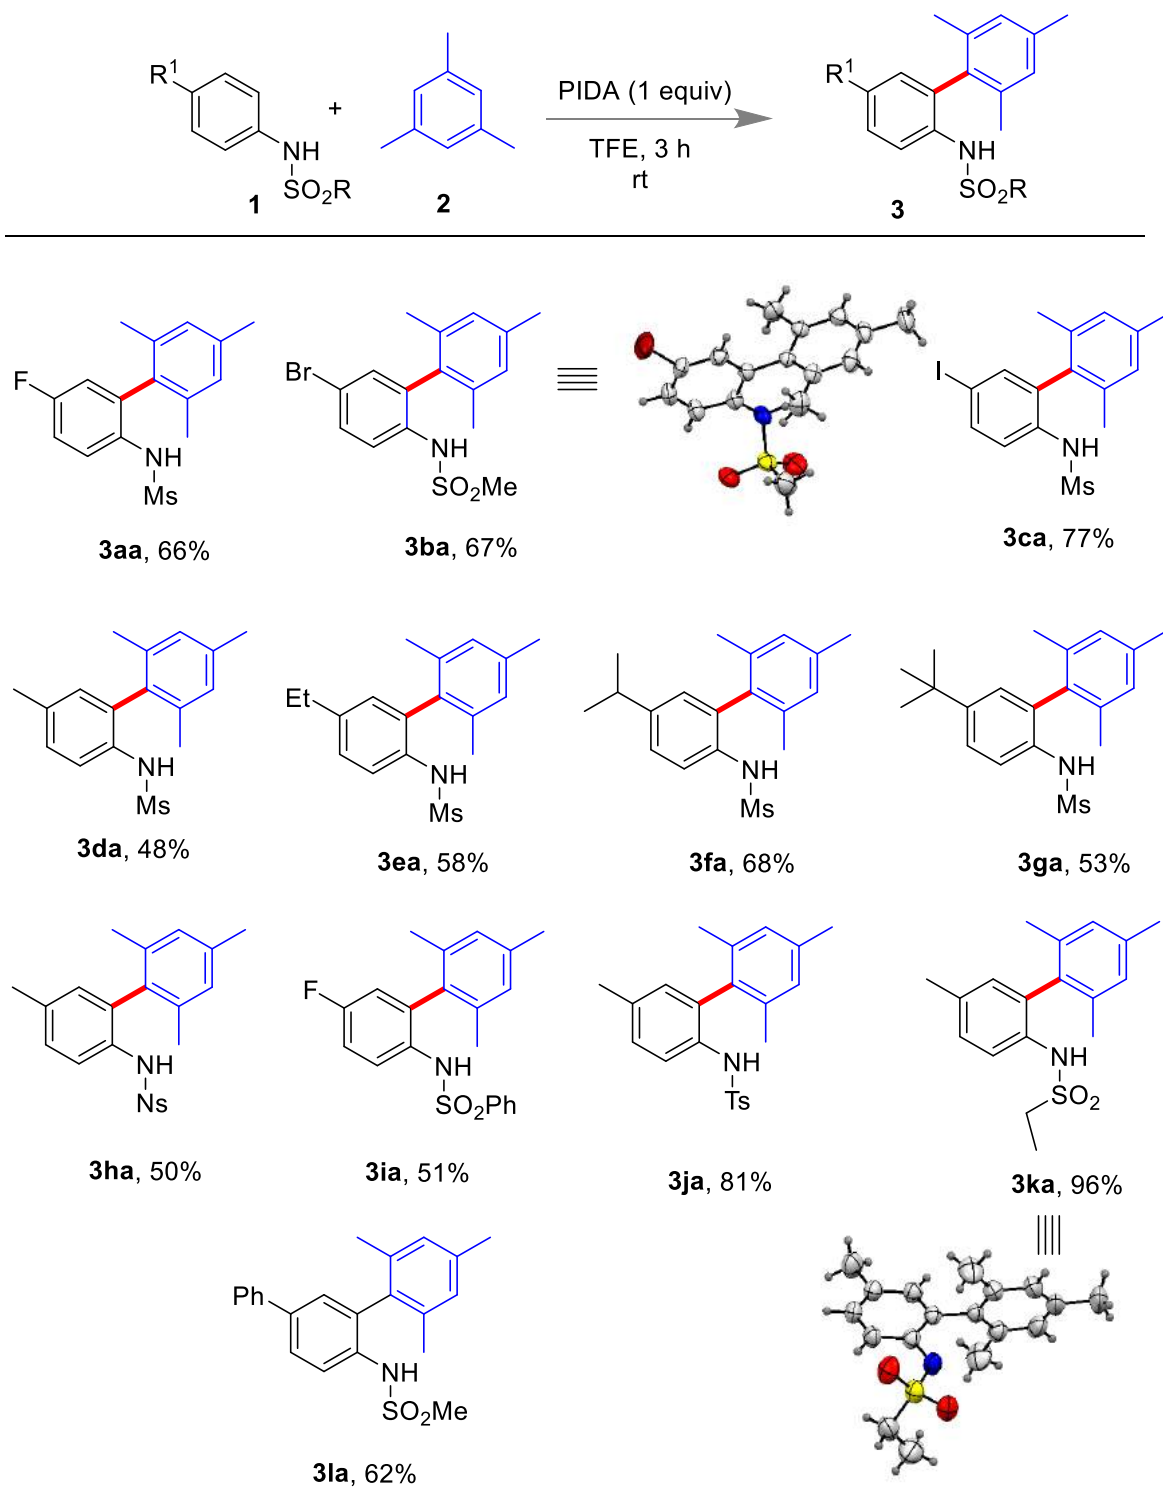 R1
+
PIDA (1 equiv)
TFE, 3 h
rt
R1
NH
SO2R
1
2
NH
SO2R
3
F
NH
Ms
3aa, 66%
Br
NH
SO2Me
3ba, 67%
I
NH
Ms
3ca, 77%
NH
Ms
3da, 48%
Et
NH
Ms
3ea, 58%
NH
Ms
3fa, 68%
NH
Ms
3ga, 53%
NH
Ns
3ha, 50%
F
NH
SO2Ph
3ia, 51%
NH
Ts
3ja, 81%
NH
SO2
3ka, 96%
Ph
NH
SO2Me
3la, 62%